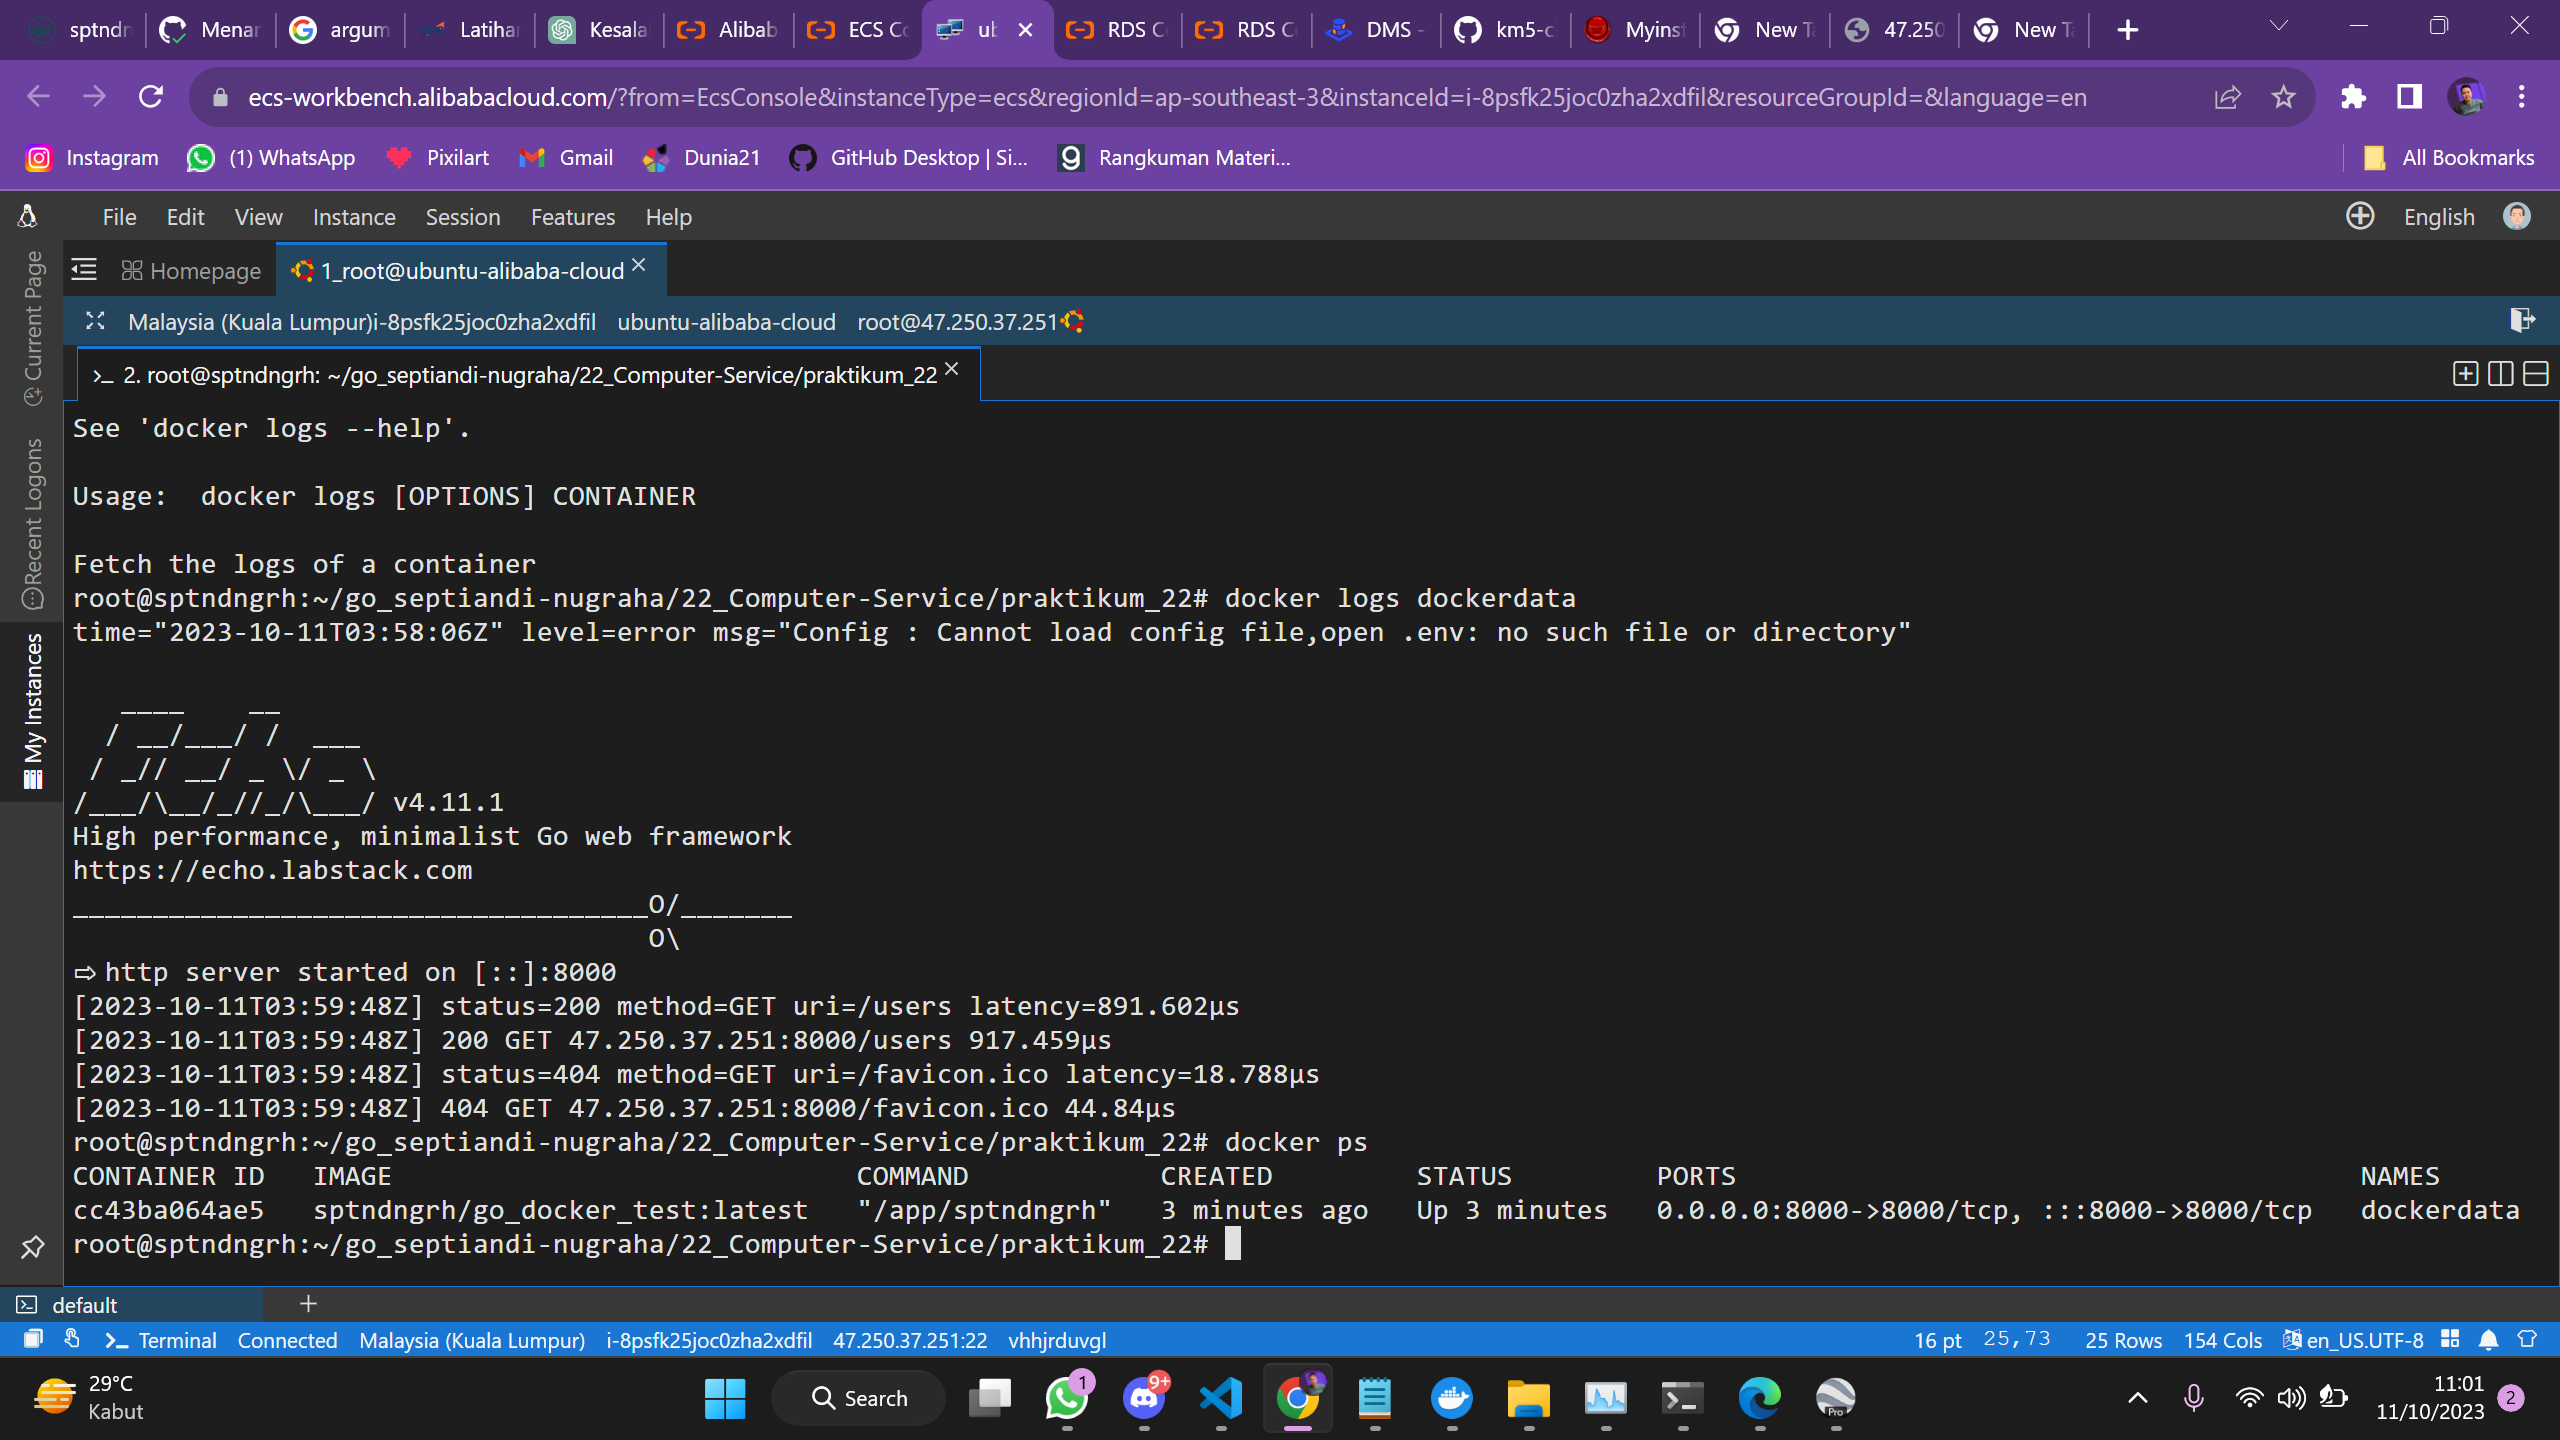 sptndn
Menar
argum
Latihan
Kesala
Alibab
ECS Co
ub
RDS C
RDS C
DMS -
km5-c
Myinst
New Ta
47.250
New Ta
ecs-workbench.alibabacloud.com/?from=EcsConsole&instanceType=ecs&regionId=ap-southeast-3&instanceId=i-8psfk25joc0zha2xdfil&resourceGroupId=&language=en
Instagram
(1) WhatsApp
Pixilart
Gmail
Dunia21
GitHub Desktop | Si...
Rangkuman Materi...
All Bookmarks
File Edit View Instance Session Features Help
English
Current Page
Recent Logons
My Instances
Homepage
1_root@ubuntu-alibaba-cloud
Malaysia (Kuala Lumpur)i-8psfk25joc0zha2xdfil ubuntu-alibaba-cloud root@47.250.37.251
2. root@sptndngrh: ~/go_septiandi-nugraha/22_Computer-Service/praktikum_22
See 'docker logs --help'.
Usage:  docker logs [OPTIONS] CONTAINER
Fetch the logs of a container
root@sptndngrh:~/go_septiandi-nugraha/22_Computer-Service/praktikum_22# docker logs dockerdata
time="2023-10-11T03:58:06Z" level=error msg="Config : Cannot load config file,open .env: no such file or directory"
   ____    __
  / __/___/ /  ___
 / _// __/ _ \/ _ \
/___/\__/_//_/\___/ v4.11.1
High performance, minimalist Go web framework
https://echo.labstack.com
____________________________________O/_______
                                    O\
⇨ http server started on [::]:8000
[2023-10-11T03:59:48Z] status=200 method=GET uri=/users latency=891.602µs
[2023-10-11T03:59:48Z] 200 GET 47.250.37.251:8000/users 917.459µs
[2023-10-11T03:59:48Z] status=404 method=GET uri=/favicon.ico latency=18.788µs
[2023-10-11T03:59:48Z] 404 GET 47.250.37.251:8000/favicon.ico 44.84µs
root@sptndngrh:~/go_septiandi-nugraha/22_Computer-Service/praktikum_22# docker ps
CONTAINER ID   IMAGE                             COMMAND            CREATED         STATUS         PORTS                                       NAMES
cc43ba064ae5   sptndngrh/go_docker_test:latest   "/app/sptndngrh"   3 minutes ago   Up 3 minutes   0.0.0.0:8000->8000/tcp, :::8000->8000/tcp   dockerdata
root@sptndngrh:~/go_septiandi-nugraha/22_Computer-Service/praktikum_22#
default
Terminal Connected Malaysia (Kuala Lumpur) i-8psfk25joc0zha2xdfil 47.250.37.251:22 vhhjrduvgl
16 pt 25,73 25 Rows 154 Cols en_US.UTF-8
29°C
Kabut
Search
1
9+
Pro
11:01
11/10/2023
2